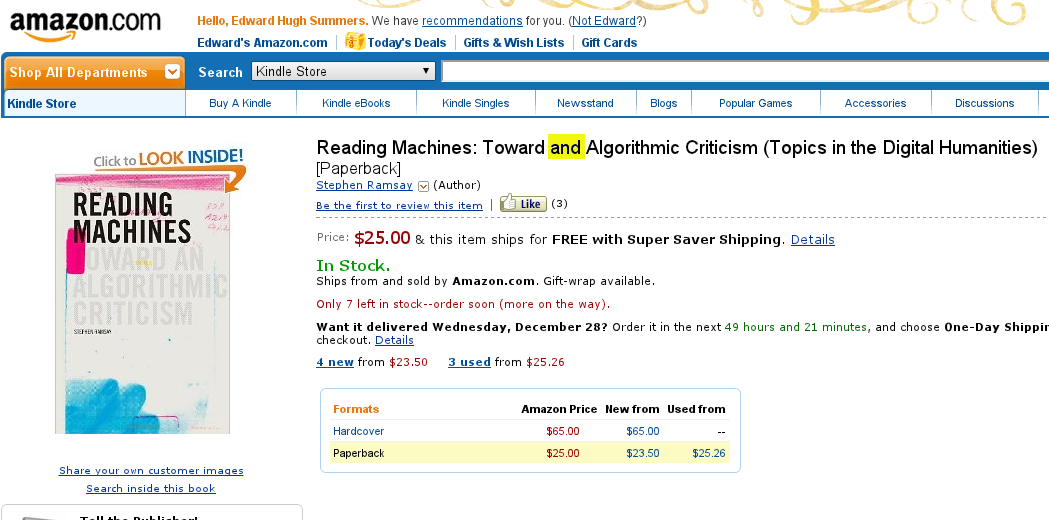 amazon.com
Hello, Edward Hugh Summers. We have recommendations for you. (Not Edward?)
Edward's Amazon.com | Today's Deals | Gifts & Wish Lists | Gift Cards
Shop All Departments Search Kindle Store
Kindle Store Buy A Kindle Kindle eBooks Kindle Singles Newsstand Blogs Popular Games Accessories Discussions
Click to LOOK INSIDE!
READING
MACHINES
TOWARD AN
ALGORITHMIC
CRITICISM
STEPHEN RAMSAY
Share your own customer images
Search inside this book
Reading Machines: Toward and Algorithmic Criticism (Topics in the Digital Humanities)
[Paperback]
Stephen Ramsay (Author)
Be the first to review this item | Like (3)
Price: $25.00 & this item ships for FREE with Super Saver Shipping. Details
In Stock.
Ships from and sold by Amazon.com. Gift-wrap available.
Only 7 left in stock--order soon (more on the way).
Want it delivered Wednesday, December 28? Order it in the next 49 hours and 21 minutes, and choose One-Day Shippin
checkout. Details
4 new from $23.50 3 used from $25.26
Formats Amazon Price New from Used from
Hardcover $65.00 $65.00 --
Paperback $25.00 $23.50 $25.26
Tell the Publisher!